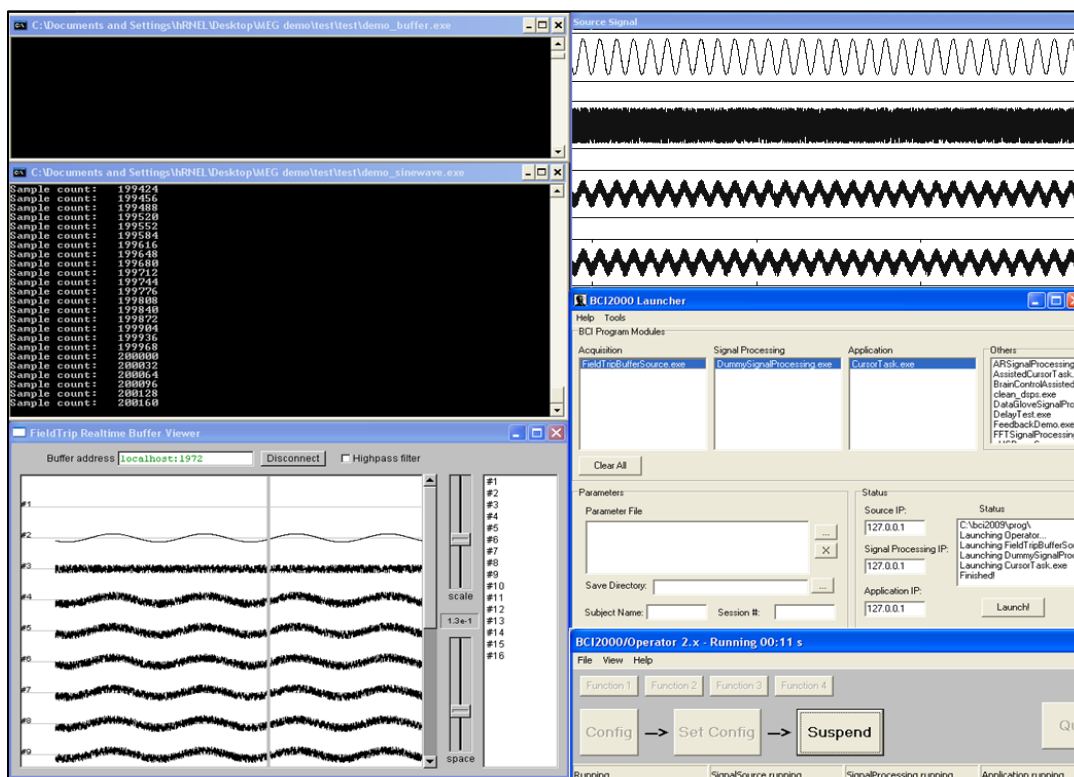 C:\Documents and Settings\hRNEL\Desktop\MEG demo\test\test\demo_buffer.exe
C:\Documents and Settings\hRNEL\Desktop\MEG demo\test\test\demo_sinewave.exe
Sample count: 199424
Sample count: 199456
Sample count: 199488
Sample count: 199520
Sample count: 199552
Sample count: 199584
Sample count: 199616
Sample count: 199648
Sample count: 199680
Sample count: 199712
Sample count: 199744
Sample count: 199776
Sample count: 199808
Sample count: 199840
Sample count: 199872
Sample count: 199904
Sample count: 199936
Sample count: 199968
Sample count: 200000
Sample count: 200032
Sample count: 200064
Sample count: 200096
Sample count: 200128
Sample count: 200160
FieldTrip Realtime Buffer Viewer
Buffer address localhost:1972 Disconnect Highpass filter
#1
#2
#3
#4
#5
#6
#7
#8
#9
scale
1.3e-1
space
#1
#2
#3
#4
#5
#6
#7
#8
#9
#10
#11
#12
#13
#14
#15
#16
Source Signal
BCI2000 Launcher
Help Tools
BCI Program Modules
Acquisition Signal Processing Application Others
FieldTripBufferSource.exe DummySignalProcessing.exe CursorTask.exe
ARSignalProcessing
AssistedCursorTask.
BrainControlAssisted
clean_dsps.exe
DataGloveSignalPro
DelayTest.exe
FeedbackDemo.exe
FFTSignalProcessing
Clear All
Parameters
Parameter File
...
X
Save Directory: ...
Subject Name: Session #:
Status
Source IP:
127.0.0.1
Signal Processing IP:
127.0.0.1
Application IP:
127.0.0.1
Status
C:\bci2009\prog\
Launching Operator...
Launching FieldTripBufferSou
Launching DummySignalProc
Launching CursorTask.exe
Finished!
Launch!
BCI2000/Operator 2.x - Running 00:11 s
File View Help
Function 1 Function 2 Function 3 Function 4
Config -> Set Config -> Suspend Qu
Running SignalSource running SignalProcessing running Application running